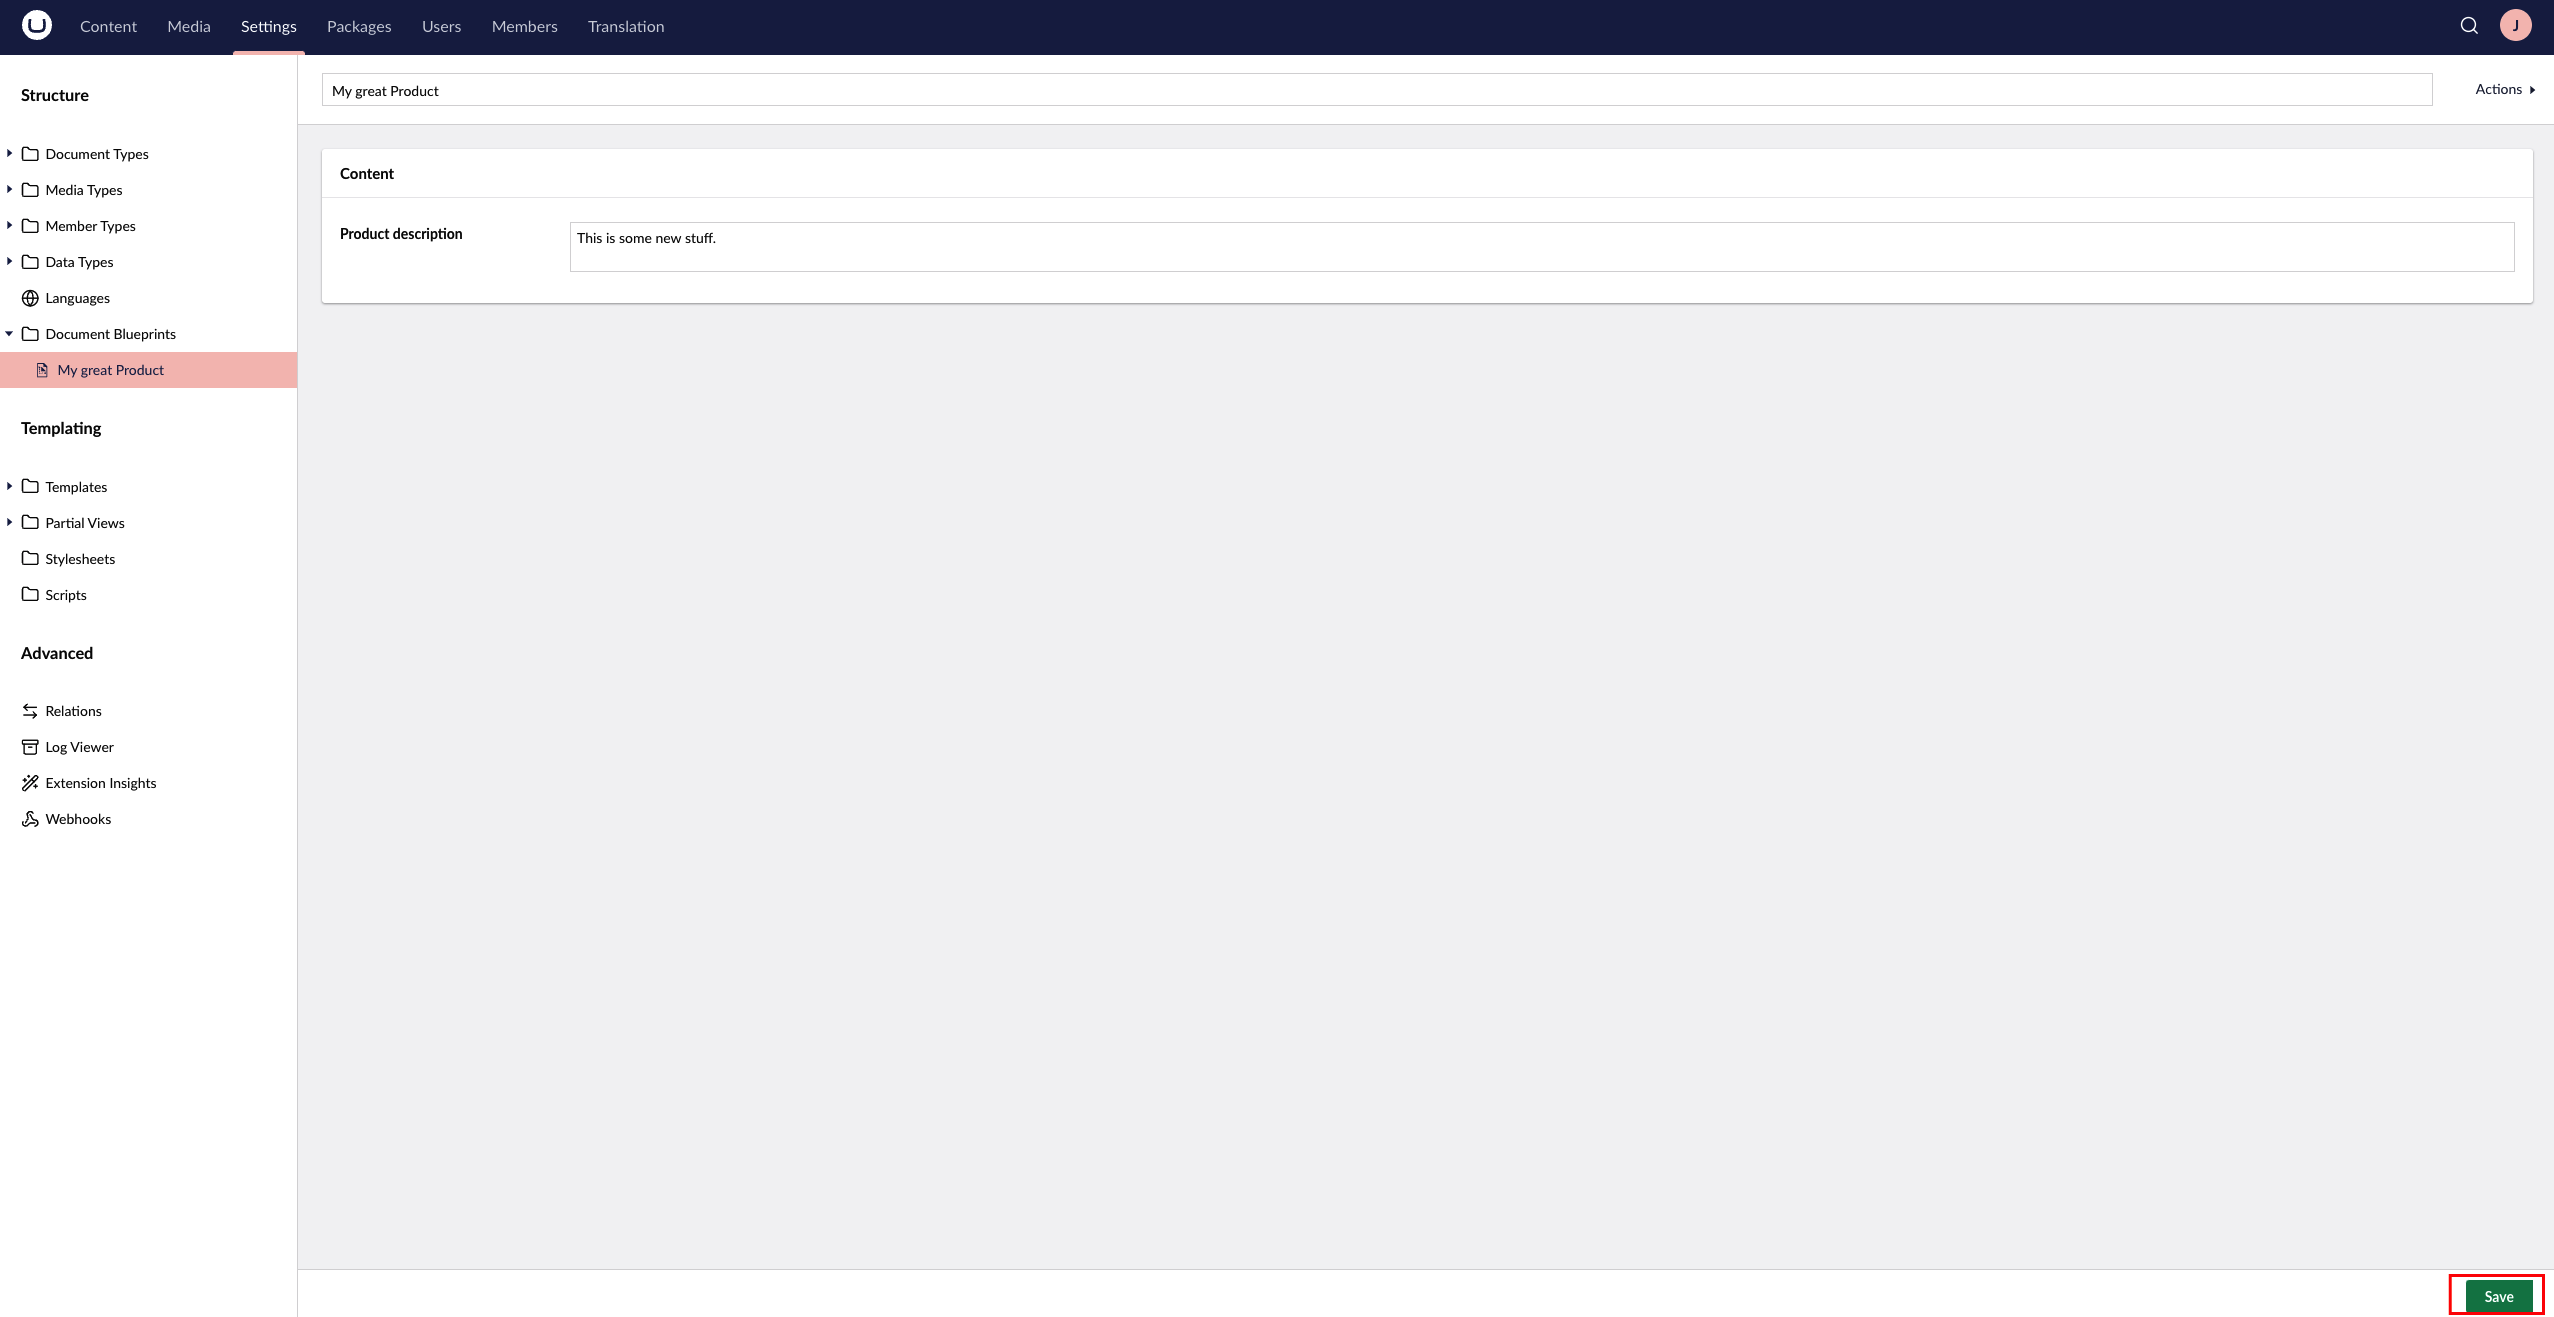 Content Media Settings Packages Users Members Translation J
Structure
Document Types
Media Types
Member Types
Data Types
Languages
Document Blueprints
My great Product
Templating
Templates
Partial Views
Stylesheets
Scripts
Advanced
Relations
Log Viewer
Extension Insights
Webhooks
My great Product
Actions
Content
Product description
This is some new stuff.
Save